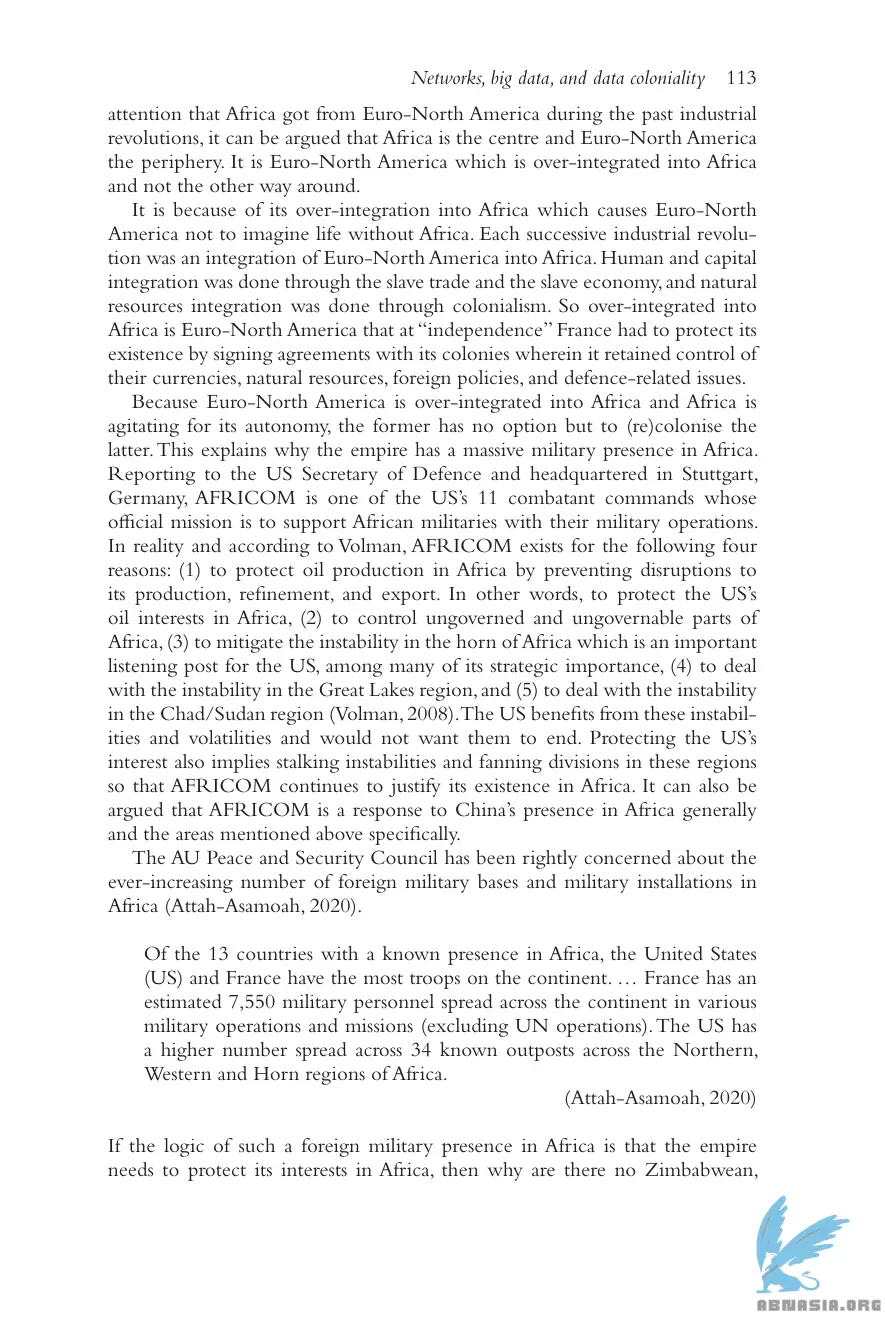 Networks, big data, and data coloniality 113
attention that Africa got from Euro-North America during the past industrial
revolutions, it can be argued that Africa is the centre and Euro-North America
the periphery. It is Euro-North America which is over-integrated into Africa
and not the other way around.
It is because of its over-integration into Africa which causes Euro-North
America not to imagine life without Africa. Each successive industrial revolu-
tion was an integration of Euro-North America into Africa. Human and capital
integration was done through the slave trade and the slave economy, and natural
resources integration was done through colonialism. So over-integrated into
Africa is Euro-North America that at “independence” France had to protect its
existence by signing agreements with its colonies wherein it retained control of
their currencies, natural resources, foreign policies, and defence-related issues.
Because Euro-North America is over-integrated into Africa and Africa is
agitating for its autonomy, the former has no option but to (re)colonise the
latter. This explains why the empire has a massive military presence in Africa.
Reporting to the US Secretary of Defence and headquartered in Stuttgart,
Germany, AFRICOM is one of the US’s 11 combatant commands whose
official mission is to support African militaries with their military operations.
In reality and according to Volman, AFRICOM exists for the following four
reasons: (1) to protect oil production in Africa by preventing disruptions to
its production, refinement, and export. In other words, to protect the US’s
oil interests in Africa, (2) to control ungoverned and ungovernable parts of
Africa, (3) to mitigate the instability in the horn of Africa which is an important
listening post for the US, among many of its strategic importance, (4) to deal
with the instability in the Great Lakes region, and (5) to deal with the instability
in the Chad/Sudan region (Volman, 2008). The US benefits from these instabil-
ities and volatilities and would not want them to end. Protecting the US’s
interest also implies stalking instabilities and fanning divisions in these regions
so that AFRICOM continues to justify its existence in Africa. It can also be
argued that AFRICOM is a response to China’s presence in Africa generally
and the areas mentioned above specifically.
The AU Peace and Security Council has been rightly concerned about the
ever-increasing number of foreign military bases and military installations in
Africa (Attah-Asamoah, 2020).
Of the 13 countries with a known presence in Africa, the United States
(US) and France have the most troops on the continent. … France has an
estimated 7,550 military personnel spread across the continent in various
military operations and missions (excluding UN operations). The US has
a higher number spread across 34 known outposts across the Northern,
Western and Horn regions of Africa.
(Attah-Asamoah, 2020)
If the logic of such a foreign military presence in Africa is that the empire
needs to protect its interests in Africa, then why are there no Zimbabwean,
ABNASIA.ORG